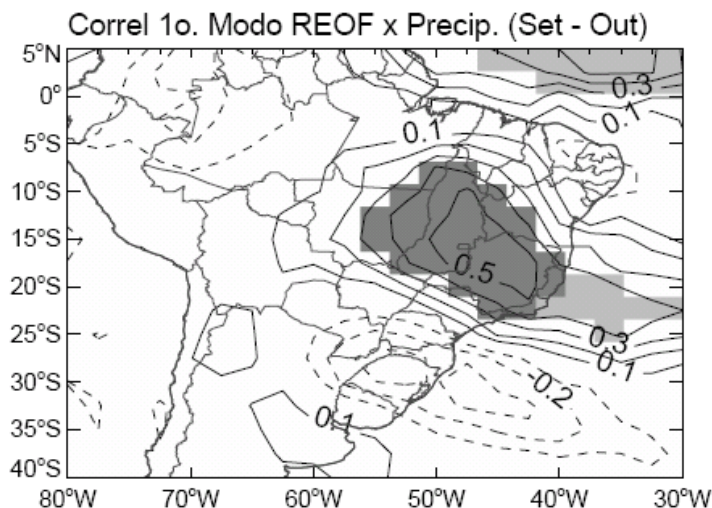 Correl 1o. Modo REOF x Precip. (Set - Out)
5°N
0°
5°S
10°S
15°S
20°S
25°S
30°S
35°S
40°S
0.3
0.1
0.1
0.5
0.3
0.1
-0.2
0.1
80°W 70°W 60°W 50°W 40°W 30°W